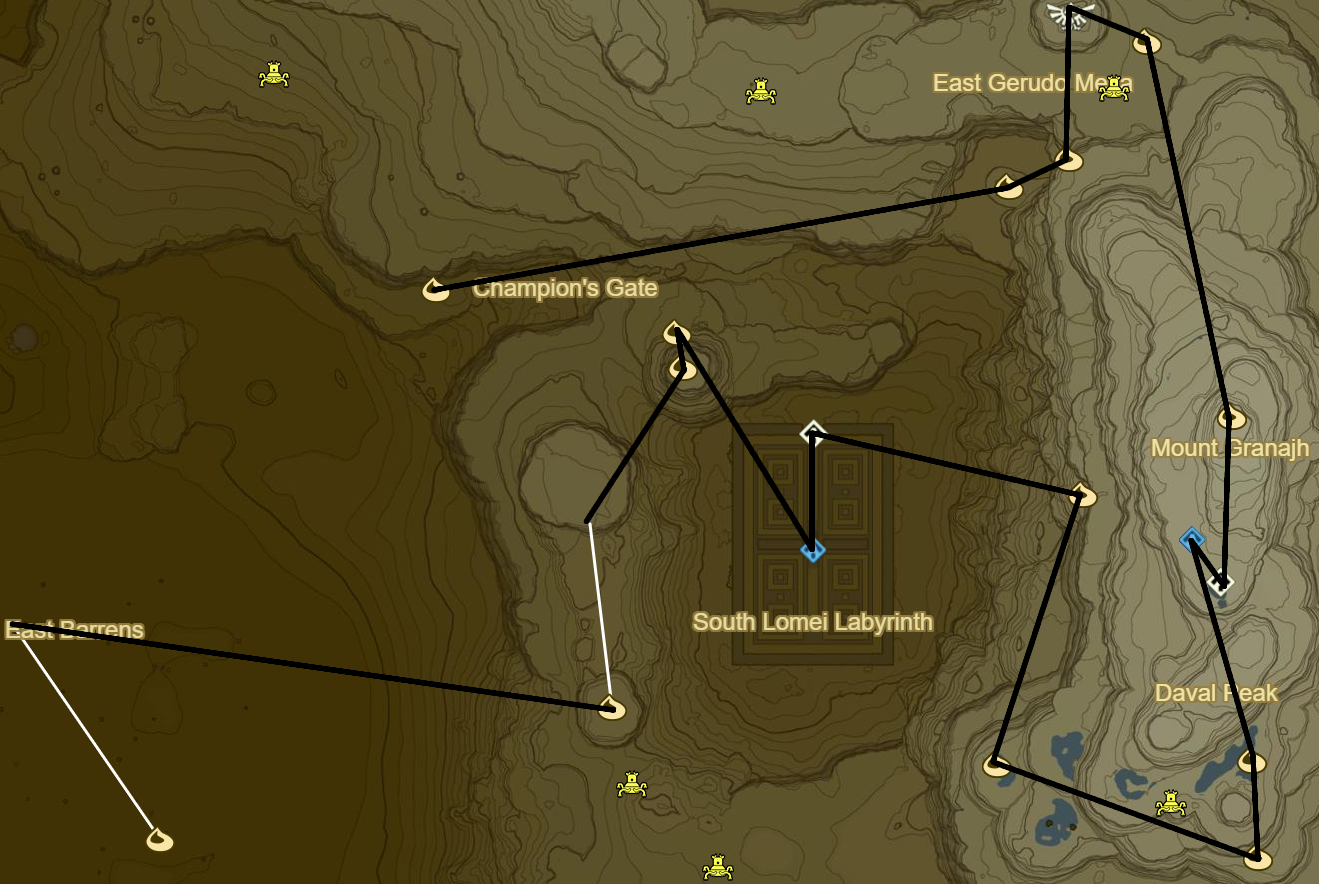 East Gerudo Mesa
Champion's Gate
Mount Granajh
South Lomei Labyrinth
East Barrens
Daval Peak